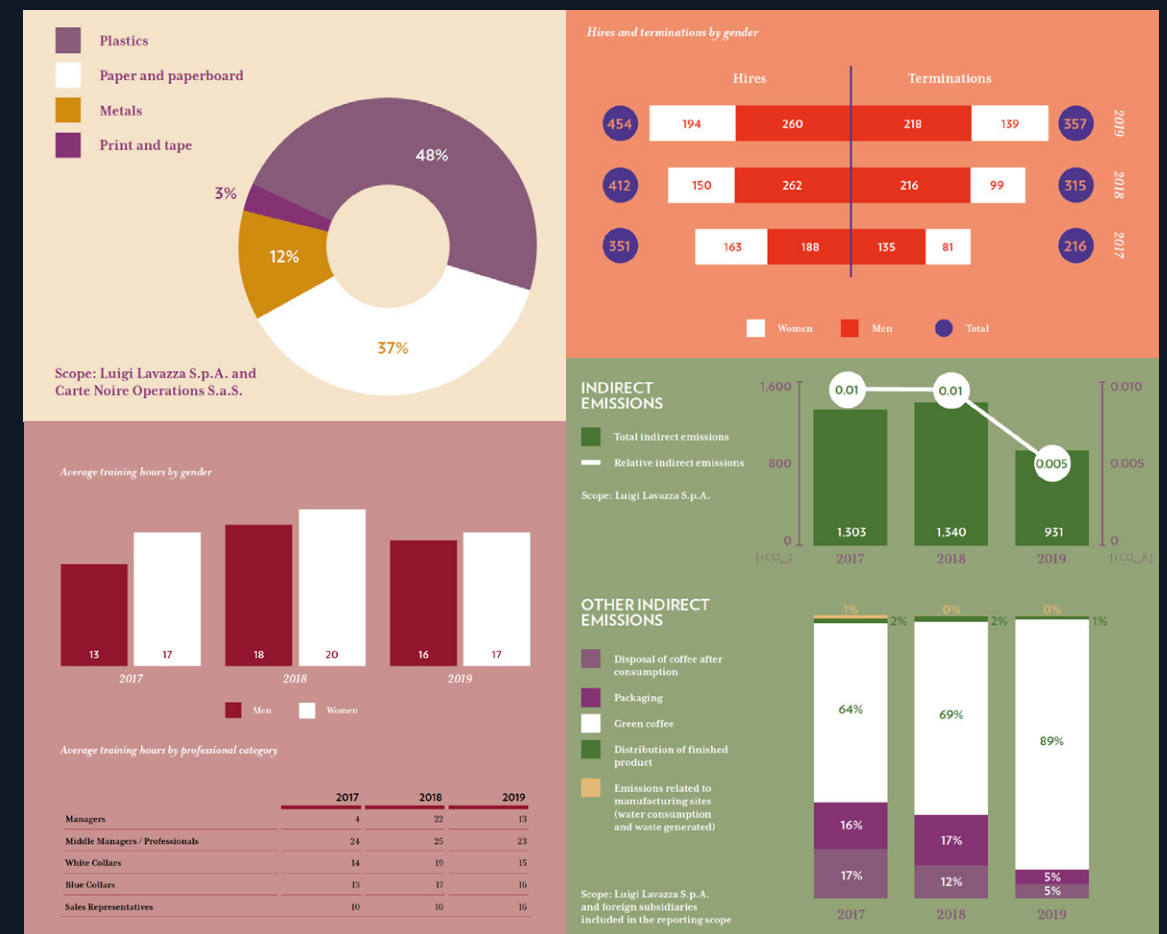 Plastics
Paper and paperboard
Metals
Print and tape
48%
3%
12%
37%
Scope: Luigi Lavazza S.p.A. and
Carte Noire Operations S.a.S.
Hires and terminations by gender
Hires Terminations
454 194 260 218 139 357 2019
412 150 262 216 99 315 2018
351 163 188 135 81 216 2017
Women Men Total
Average training hours by gender
13 17 18 20 16 17
2017 2018 2019
Men Women
Average training hours by professional category
2017 2018 2019
Managers 4 22 13
Middle Managers / Professionals 24 25 23
White Collars 14 19 15
Blue Collars 13 17 16
Sales Representatives 10 10 16
INDIRECT
EMISSIONS
Total indirect emissions
Relative indirect emissions
Scope: Luigi Lavazza S.p.A.
1,600 0.01 0.01 0.010
800 0.005 0.005
1,303 1,340 931
0 0
2017 2018 2019
OTHER INDIRECT
EMISSIONS
Disposal of coffee after
consumption
Packaging
Green coffee
Distribution of finished
product
Emissions related to
manufacturing sites
(water consumption
and waste generated)
Scope: Luigi Lavazza S.p.A.
and foreign subsidiaries
included in the reporting scope
1% 0% 0%
2% 2% 1%
64% 69% 89%
16% 17% 5%
17% 12% 5%
2017 2018 2019